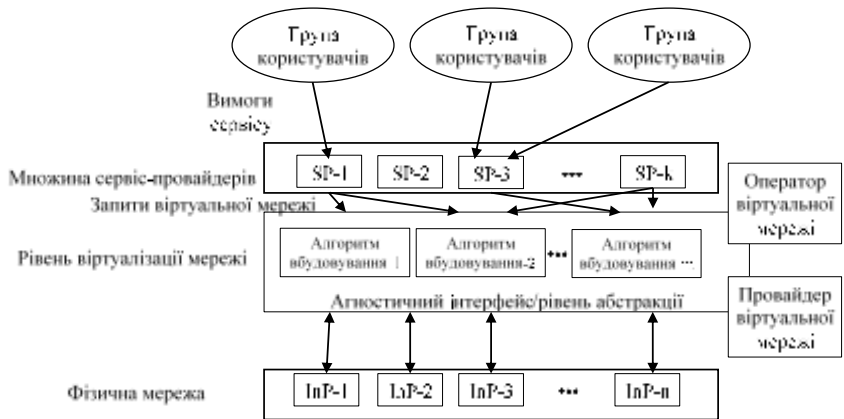 Група
користувачів
Група
користувачів
Група
користувачів
Вимоги
сервісу
Множина сервіс-провайдерів
SP-1
SP-2
SP-3
•••
SP-k
Оператор
віртуальної
мережі
Запити віртуальної мережі
Рівень віртуалізації мережі
Алгоритм
вбудовування 1
Алгоритм
вбудовування-2
•••
Алгоритм
вбудовування ...
Агностичний інтерфейс/рівень абстракції
Провайдер
віртуальної
мережі
Фізична мережа
InP-1
InP-2
InP-3
•••
InP-n